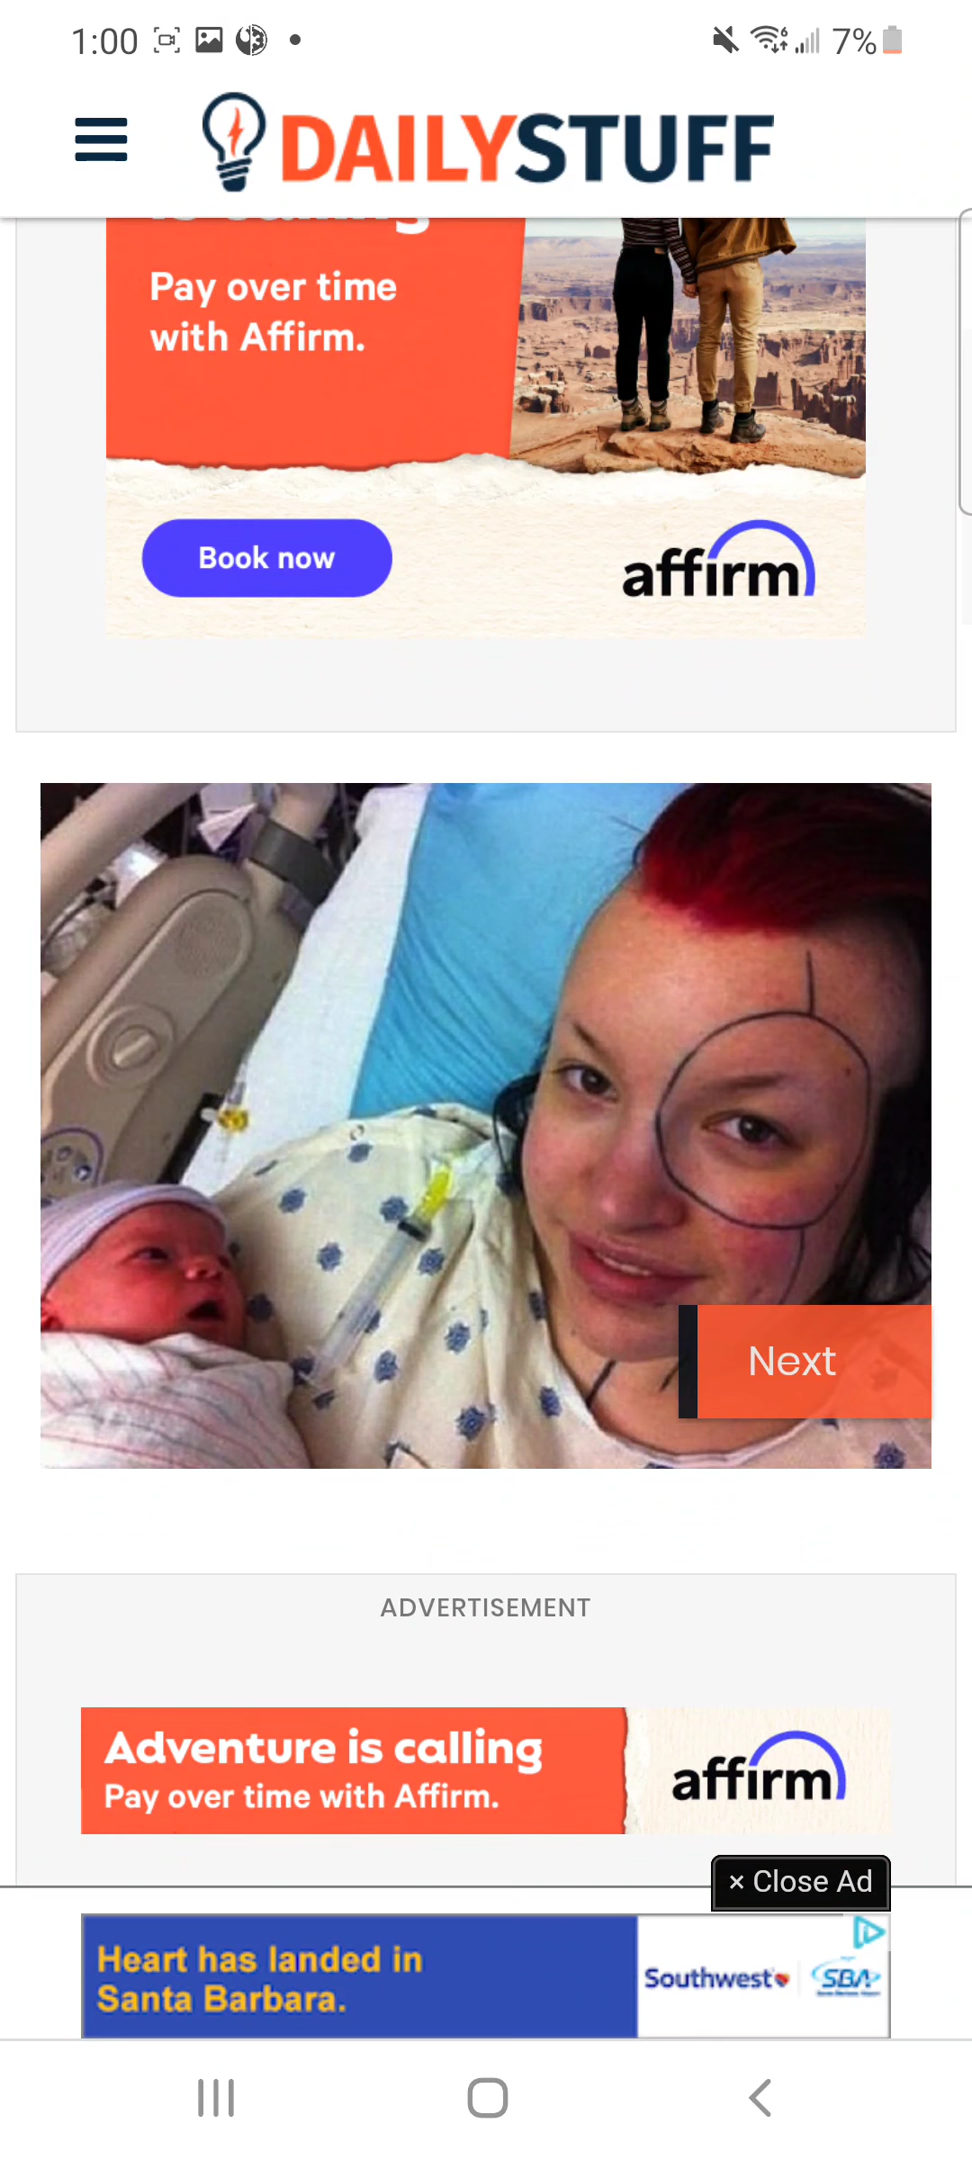 1:00
7%
DAILYSTUFF
Pay over time
with Affirm.
Book now
affirm
Next
ADVERTISEMENT
Adventure is calling
Pay over time with Affirm.
affirm
× Close Ad
Heart has landed in
Santa Barbara.
Southwest
SBA